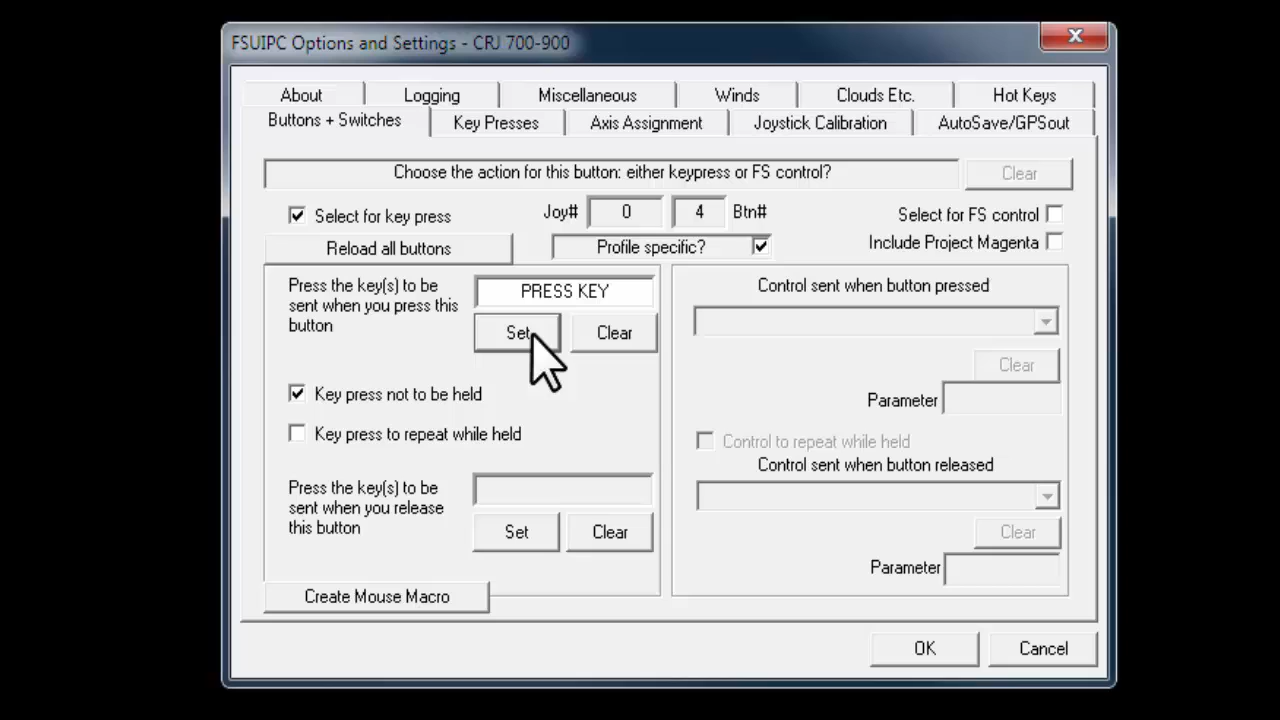 FSUIPC Options and Settings - CRJ 700-900
About
Logging
Miscellaneous
Winds
Clouds Etc.
Hot Keys
Buttons + Switches
Key Presses
Axis Assignment
Joystick Calibration
AutoSave/GPSout
Choose the action for this button: either keypress or FS control?
Clear
Select for key press
Joy#
0
4
Btn#
Select for FS control
Reload all buttons
Profile specific?
Include Project Magenta
Press the key(s) to be
sent when you press this
button
PRESS KEY
Set
Clear
Key press not to be held
Key press to repeat while held
Press the key(s) to be
sent when you release
this button
Set
Clear
Create Mouse Macro
Control sent when button pressed
Clear
Parameter
Control to repeat while held
Control sent when button released
Clear
Parameter
OK
Cancel